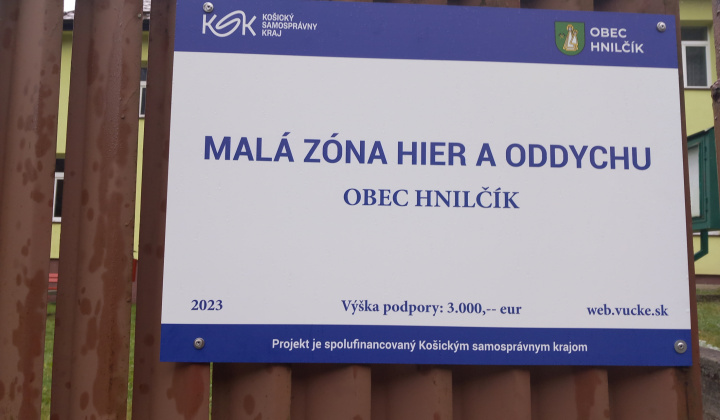 KSK KOŠICKÝ
SAMOSPRÁVNY
KRAJ
OBEC
HNILČÍK
MALÁ ZÓNA HIER A ODDYCHU
OBEC HNILČÍK
2023 Výška podpory: 3.000,-- eur web.vucke.sk
Projekt je spolufinancovaný Košickým samosprávnym krajom